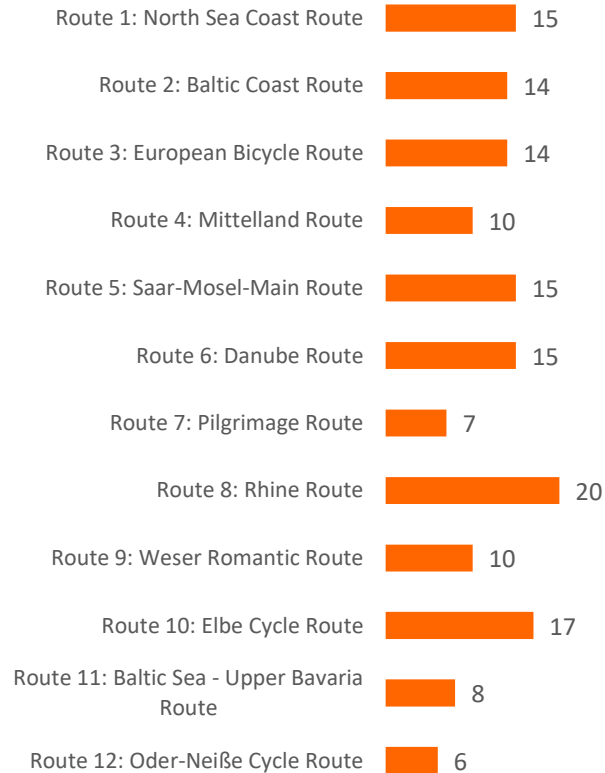 Route 1: North Sea Coast Route 15
Route 2: Baltic Coast Route 14
Route 3: European Bicycle Route 14
Route 4: Mittelland Route 10
Route 5: Saar-Mosel-Main Route 15
Route 6: Danube Route 15
Route 7: Pilgrimage Route 7
Route 8: Rhine Route 20
Route 9: Weser Romantic Route 10
Route 10: Elbe Cycle Route 17
Route 11: Baltic Sea - Upper Bavaria
Route 8
Route 12: Oder-Neiße Cycle Route 6